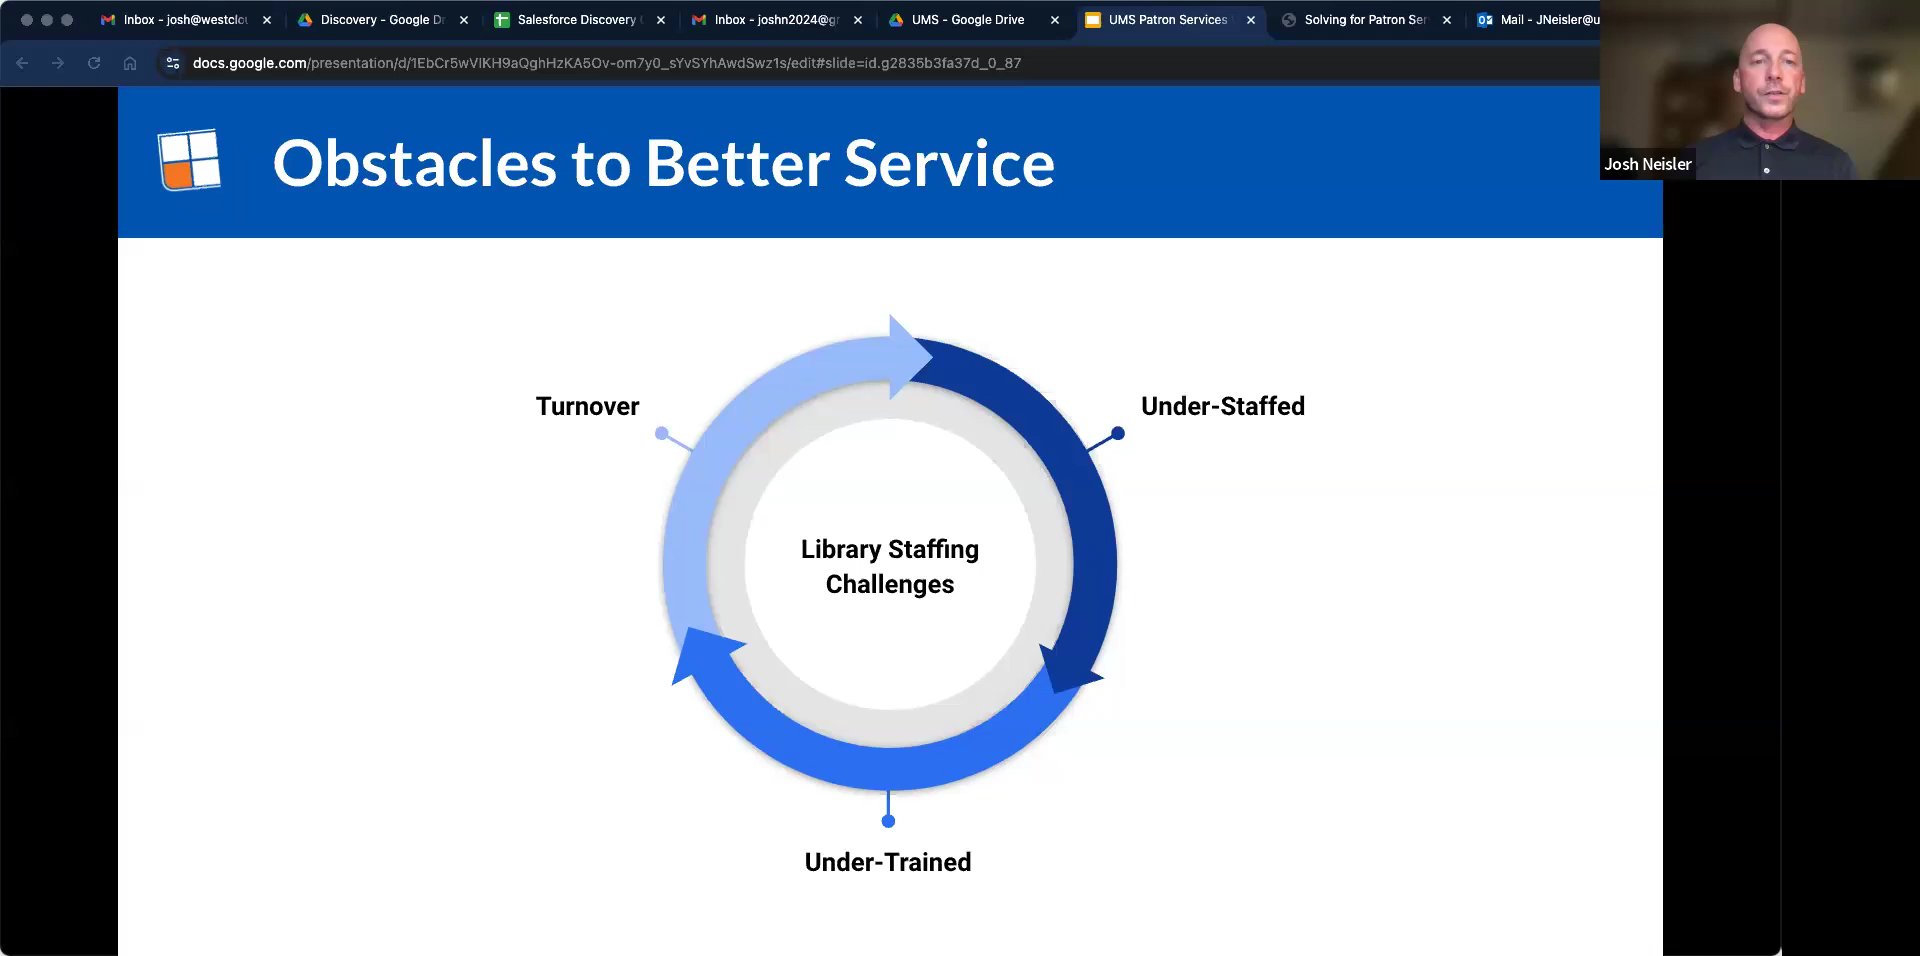 Inbox - josh@westclou
Discovery - Google Dr
Salesforce Discovery
Inbox - joshn2024@g
UMS - Google Drive
UMS Patron Services
Solving for Patron Ser
Mail - JNeisler@u
docs.google.com/presentation/d/1EbCr5wVIKH9aQghHzKA5Ov-om7y0_sYvSYhAwdSwz1s/edit#slide=id.g2835b3fa37d_0_87
Josh Neisler
Obstacles to Better Service
Turnover
Under-Staffed
Library Staffing
Challenges
Under-Trained